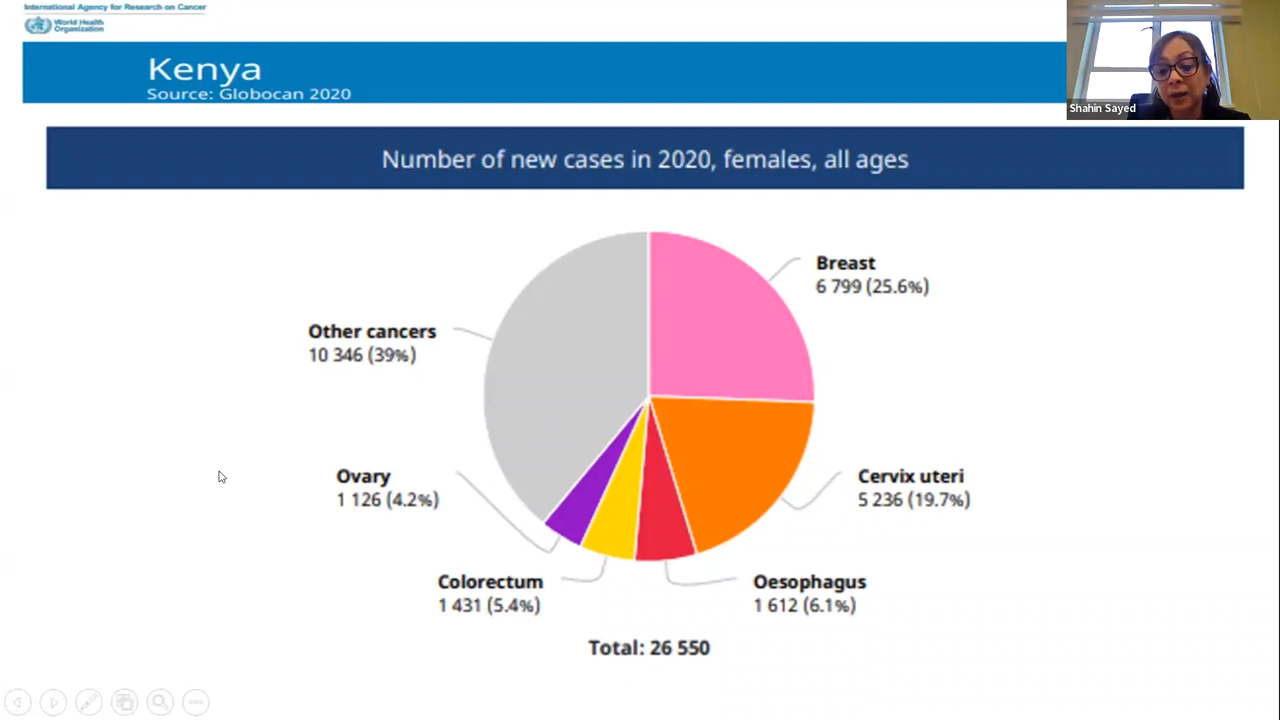 International Agency for Research on Cancer
World Health
Organization
Kenya
Source: Globocan 2020
Shahin Sayed
Number of new cases in 2020, females, all ages
Breast
6 799 (25.6%)
Other cancers
10 346 (39%)
Ovary
1 126 (4.2%)
Cervix uteri
5 236 (19.7%)
Colorectum
1 431 (5.4%)
Oesophagus
1 612 (6.1%)
Total: 26 550